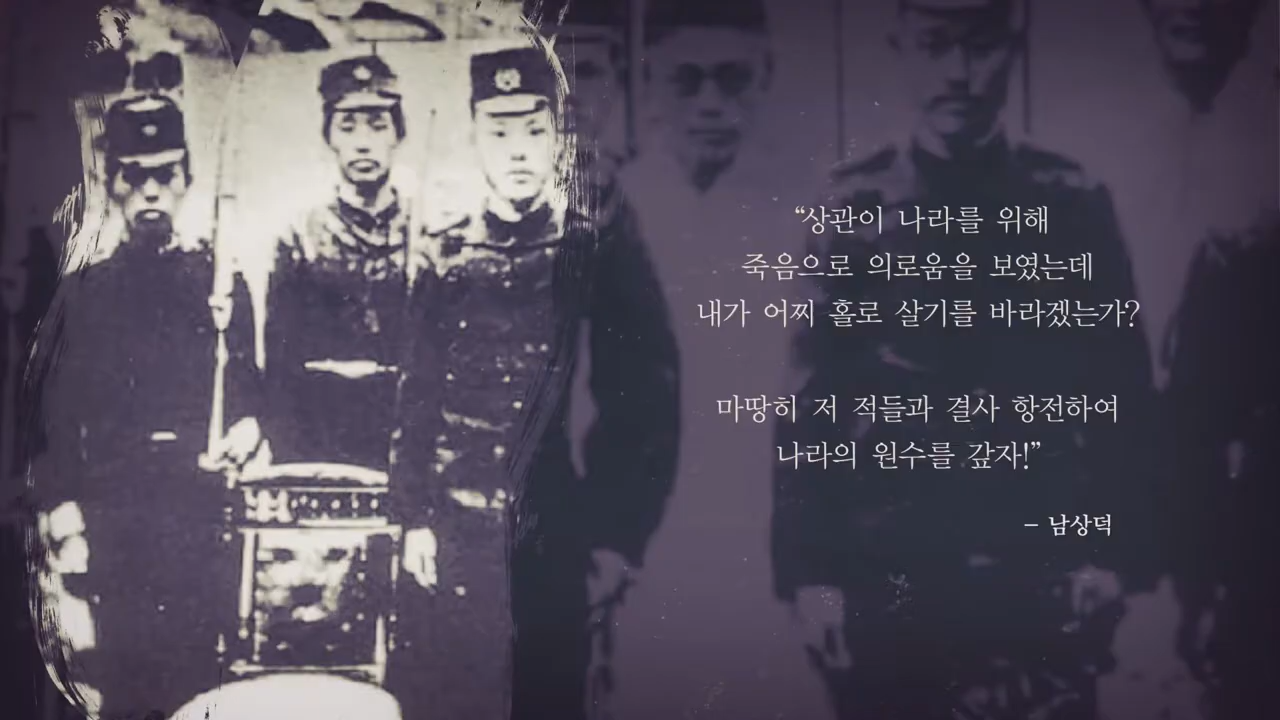 “상관이 나라를 위해
죽음으로 의로움을 보였는데
내가 어찌 홀로 살기를 바라겠는가?
마땅히 저 적들과 결사 항전하여
나라의 원수를 갚자!”
– 남상덕